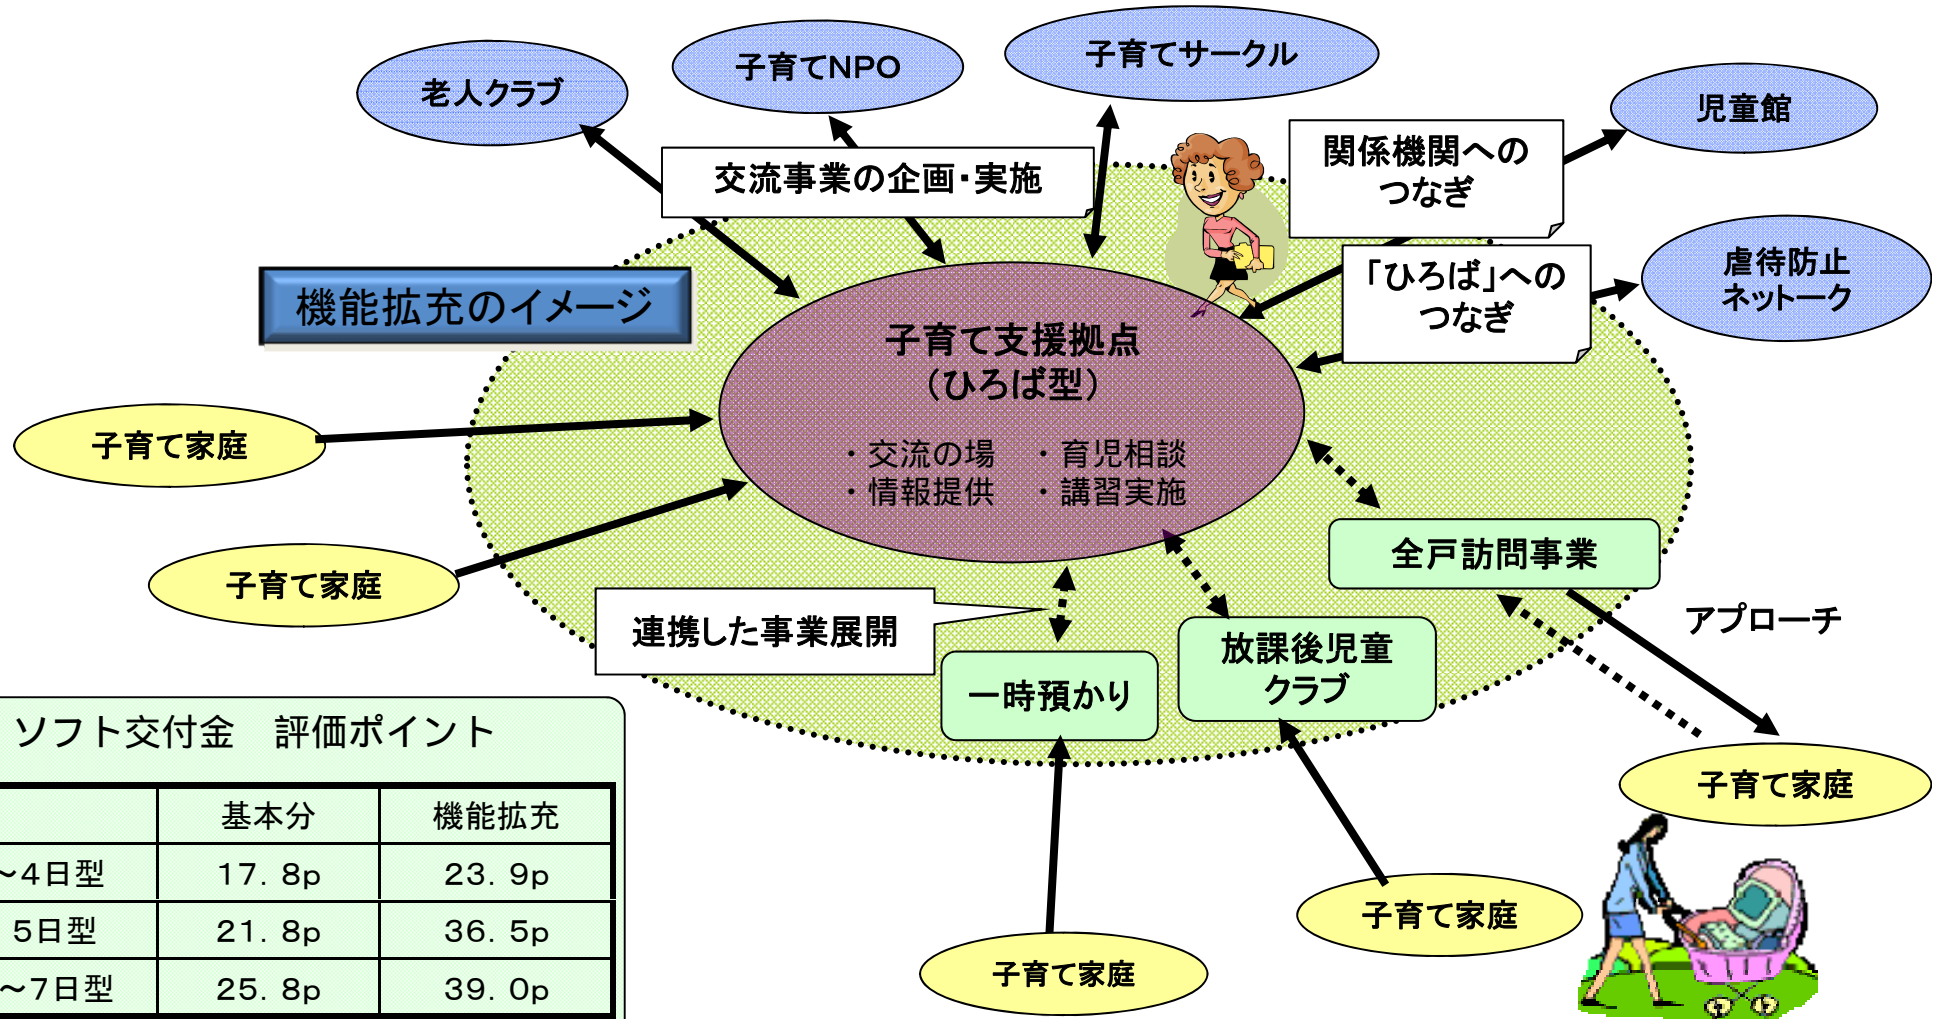 老人クラブ
子育てNPO
子育てサークル
児童館
交流事業の企画・実施
関係機関への
つなぎ
「ひろば」への
つなぎ
虐待防止
ネットーク
機能拡充のイメージ
子育て支援拠点
（ひろば型）
・交流の場　・育児相談
・情報提供　・講習実施
子育て家庭
子育て家庭
全戸訪問事業
アプローチ
連携した事業展開
放課後児童
クラブ
一時預かり
子育て家庭
子育て家庭
子育て家庭
ソフト交付金　評価ポイント
基本分　機能拡充
～4日型　17．8p　23．9p
5日型　21．8p　36．5p
～7日型　25．8p　39．0p